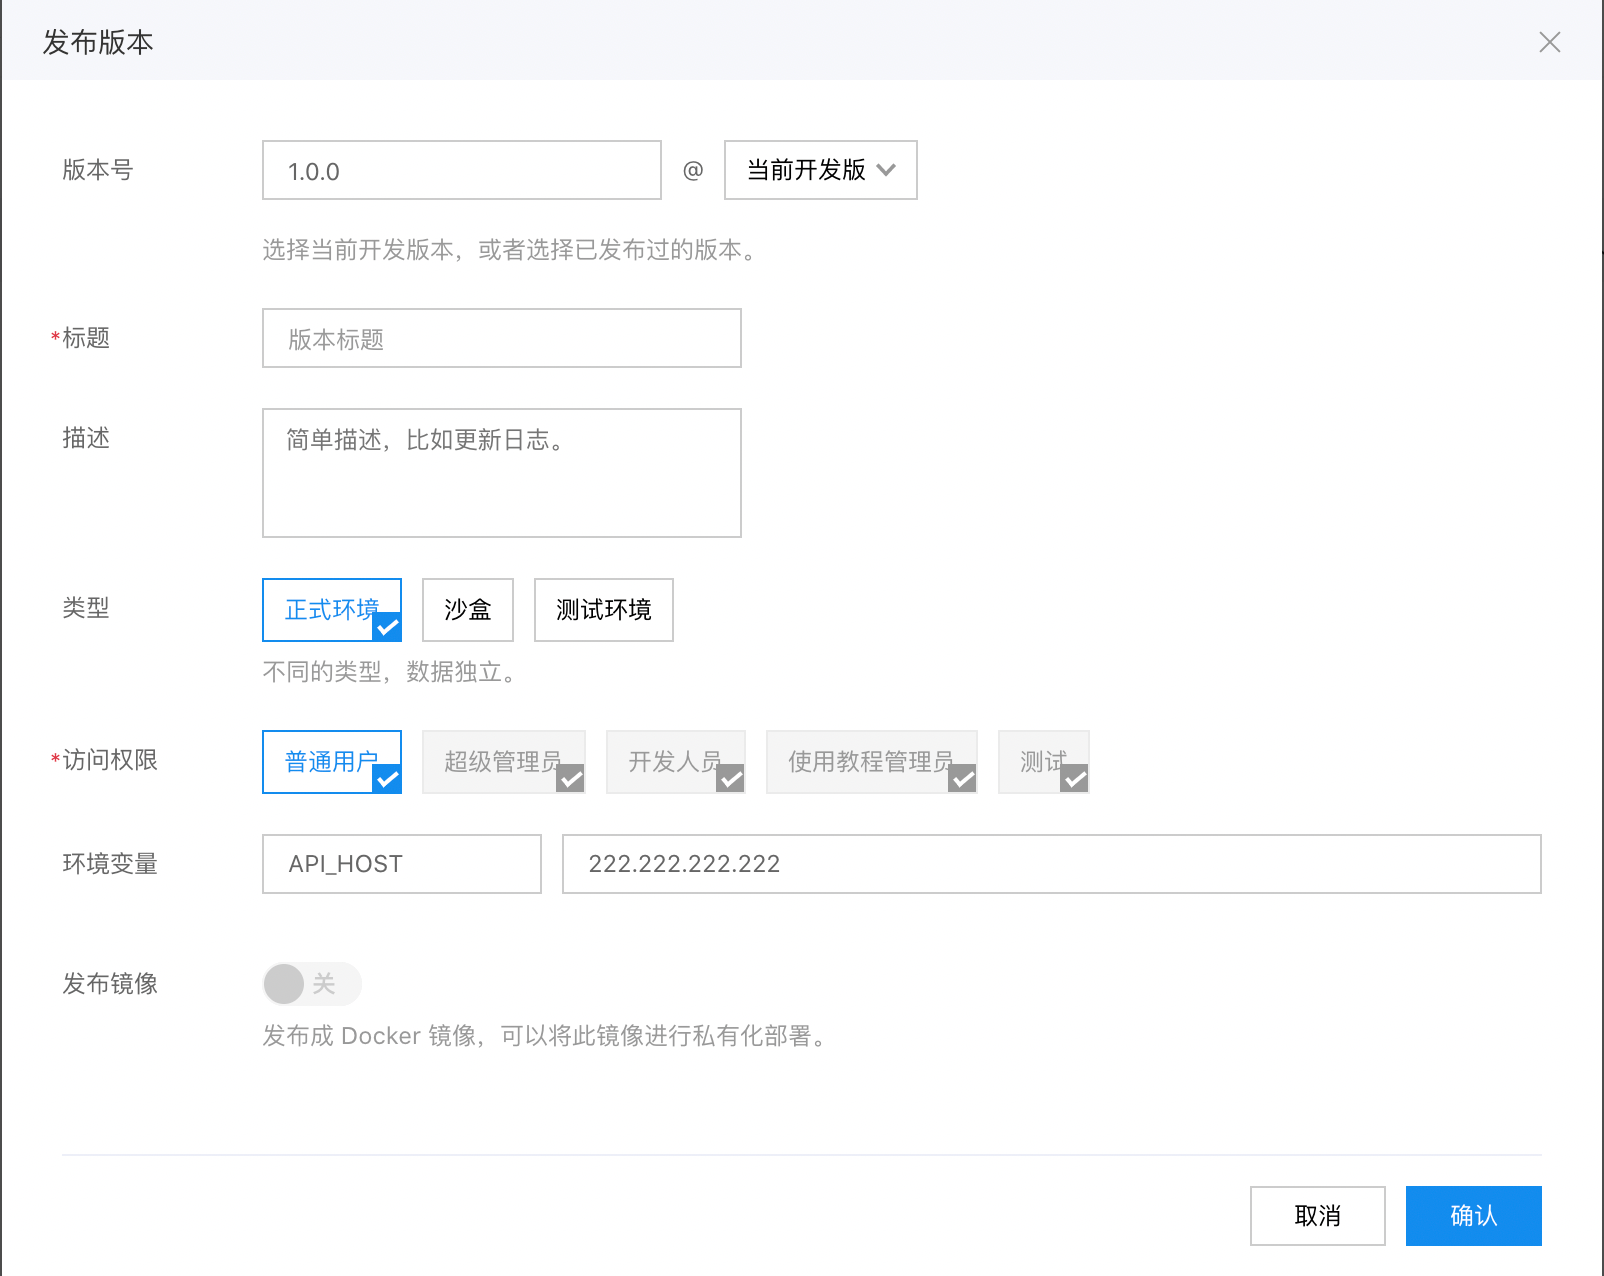 发布版本
版本号
1.0.0
@
当前开发版
选择当前开发版本，或者选择已发布过的版本。
*标题
版本标题
描述
简单描述，比如更新日志。
类型
正式环境
沙盒
测试环境
不同的类型，数据独立。
*访问权限
普通用户
超级管理员
开发人员
使用教程管理员
测试
环境变量
API_HOST
222.222.222.222
发布镜像
关
发布成 Docker 镜像，可以将此镜像进行私有化部署。
取消
确认